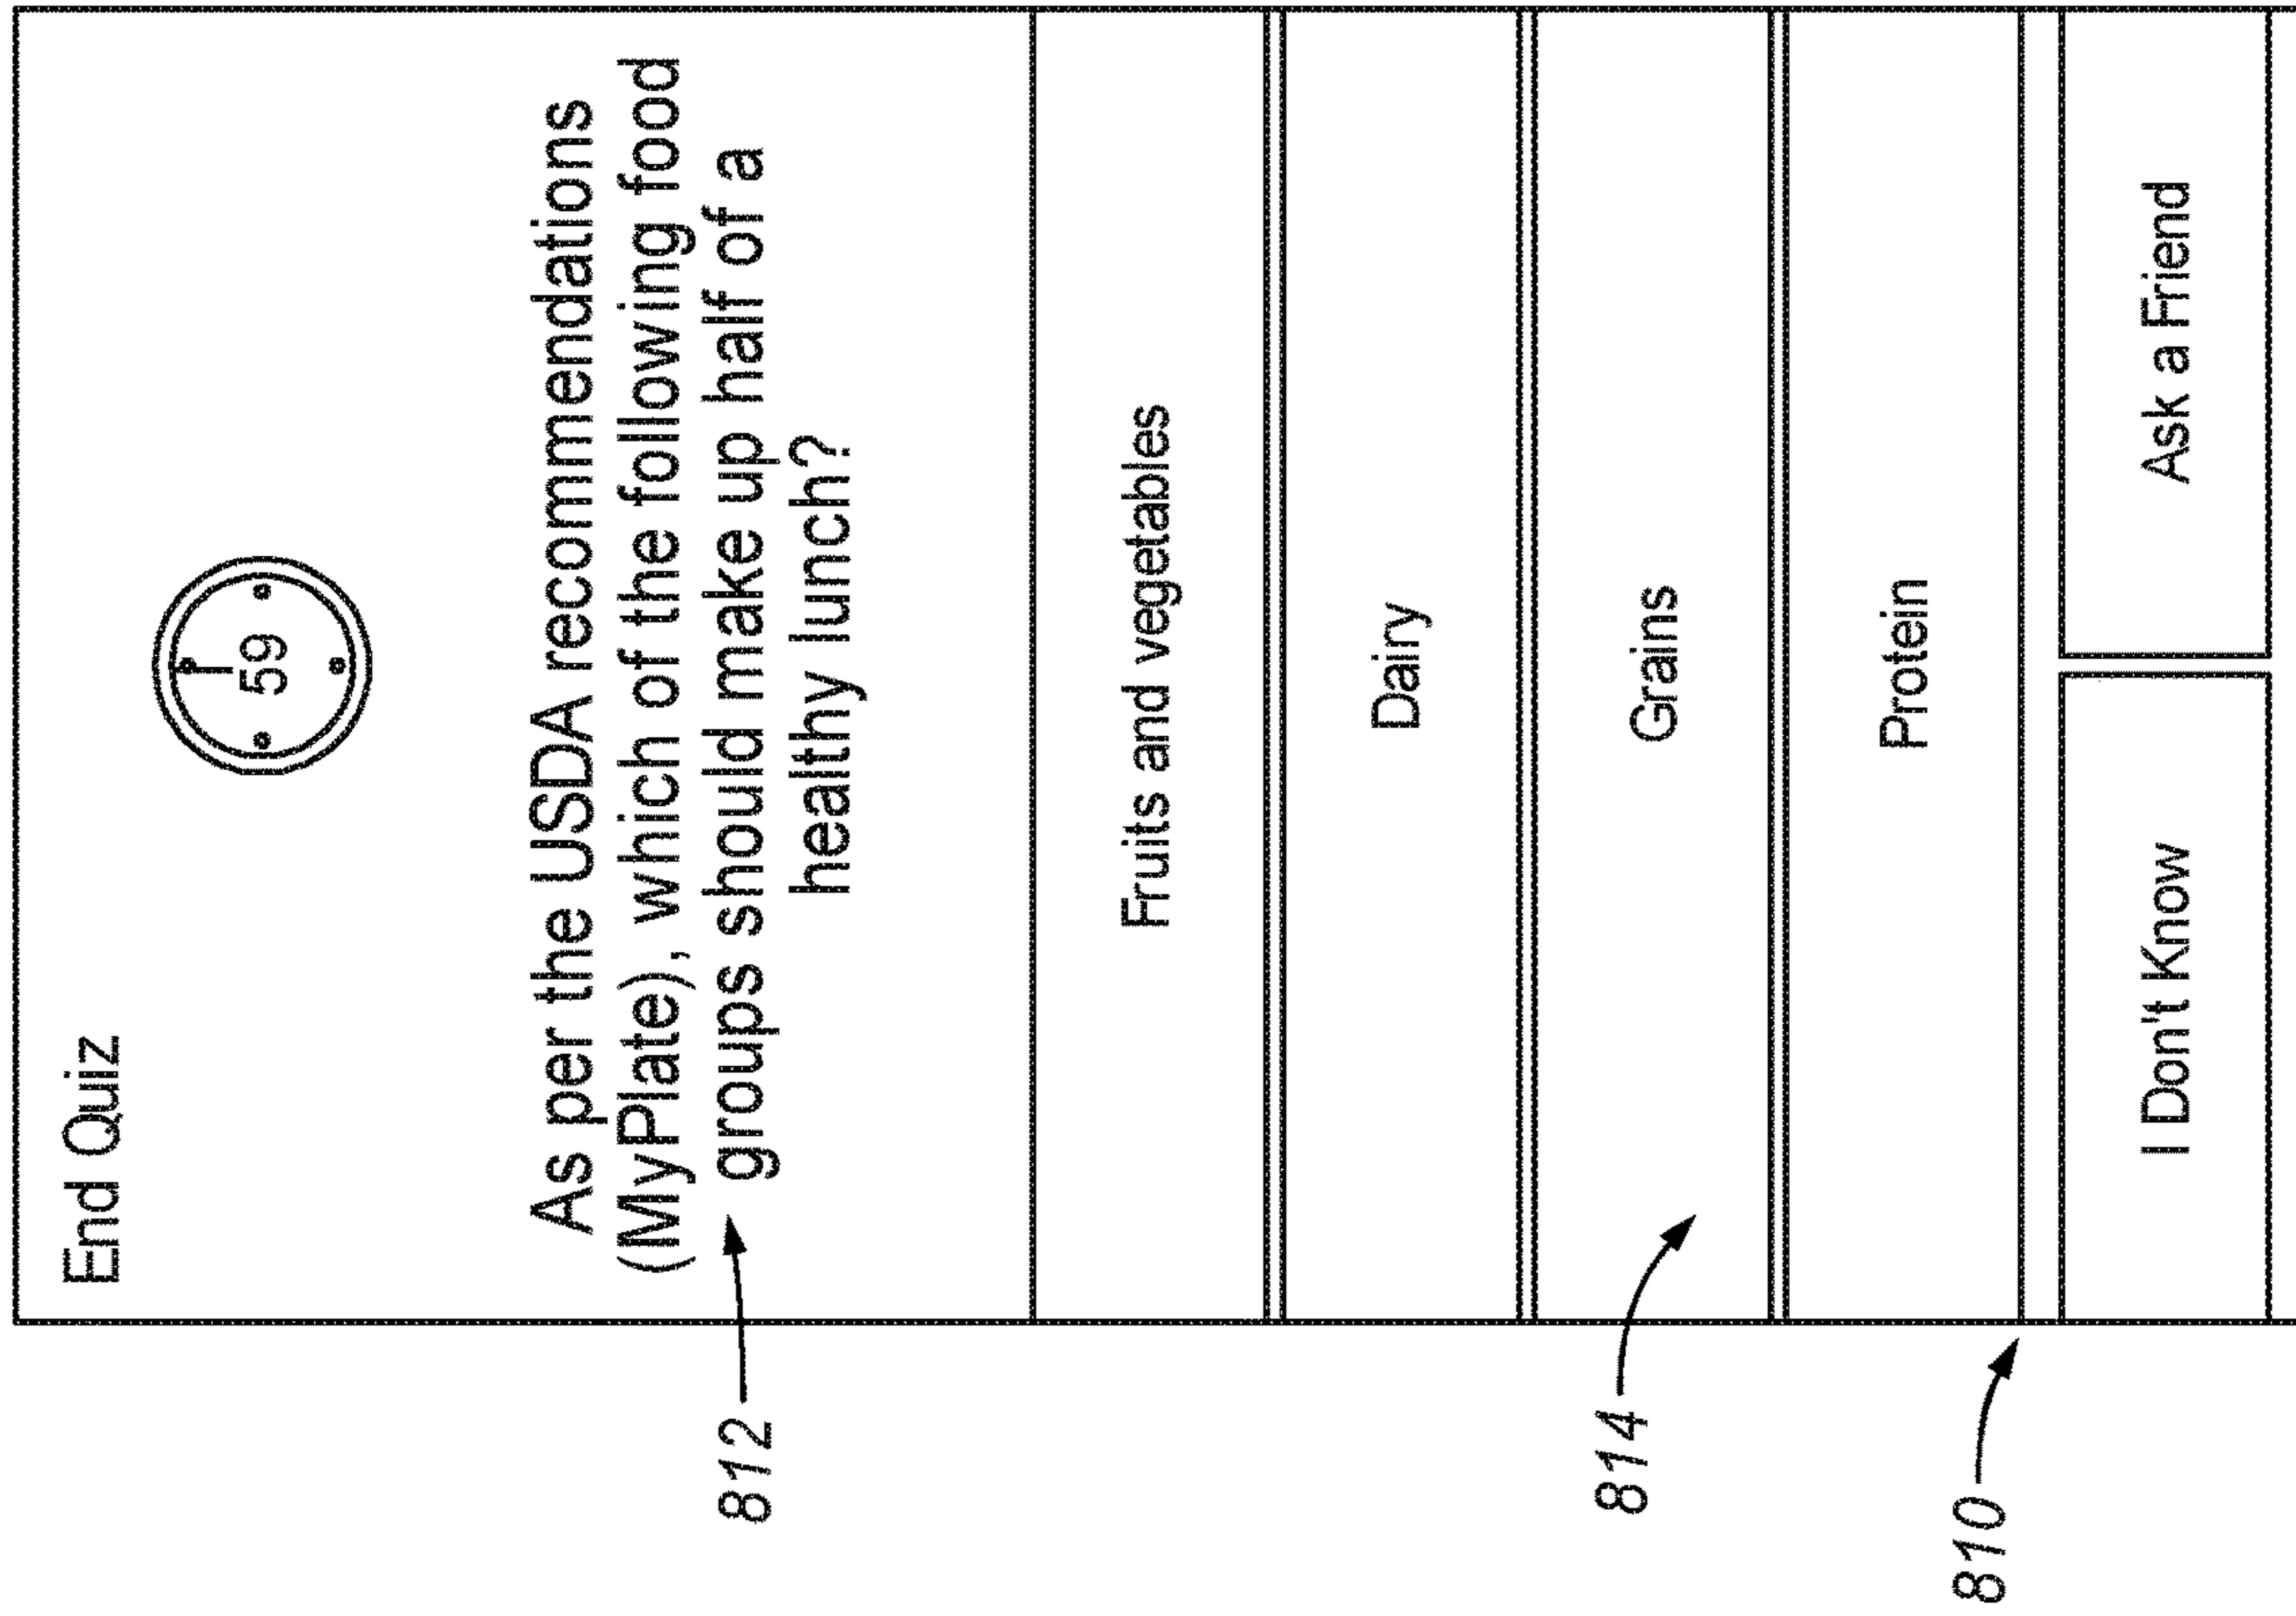 End Quiz
59
As per the USDA recommendations
(MyPlate), which of the following food
groups should make up half of a
healthy lunch?
812
Fruits and vegetables
Dairy
Grains
814
Protein
810
I Don't Know
Ask a Friend